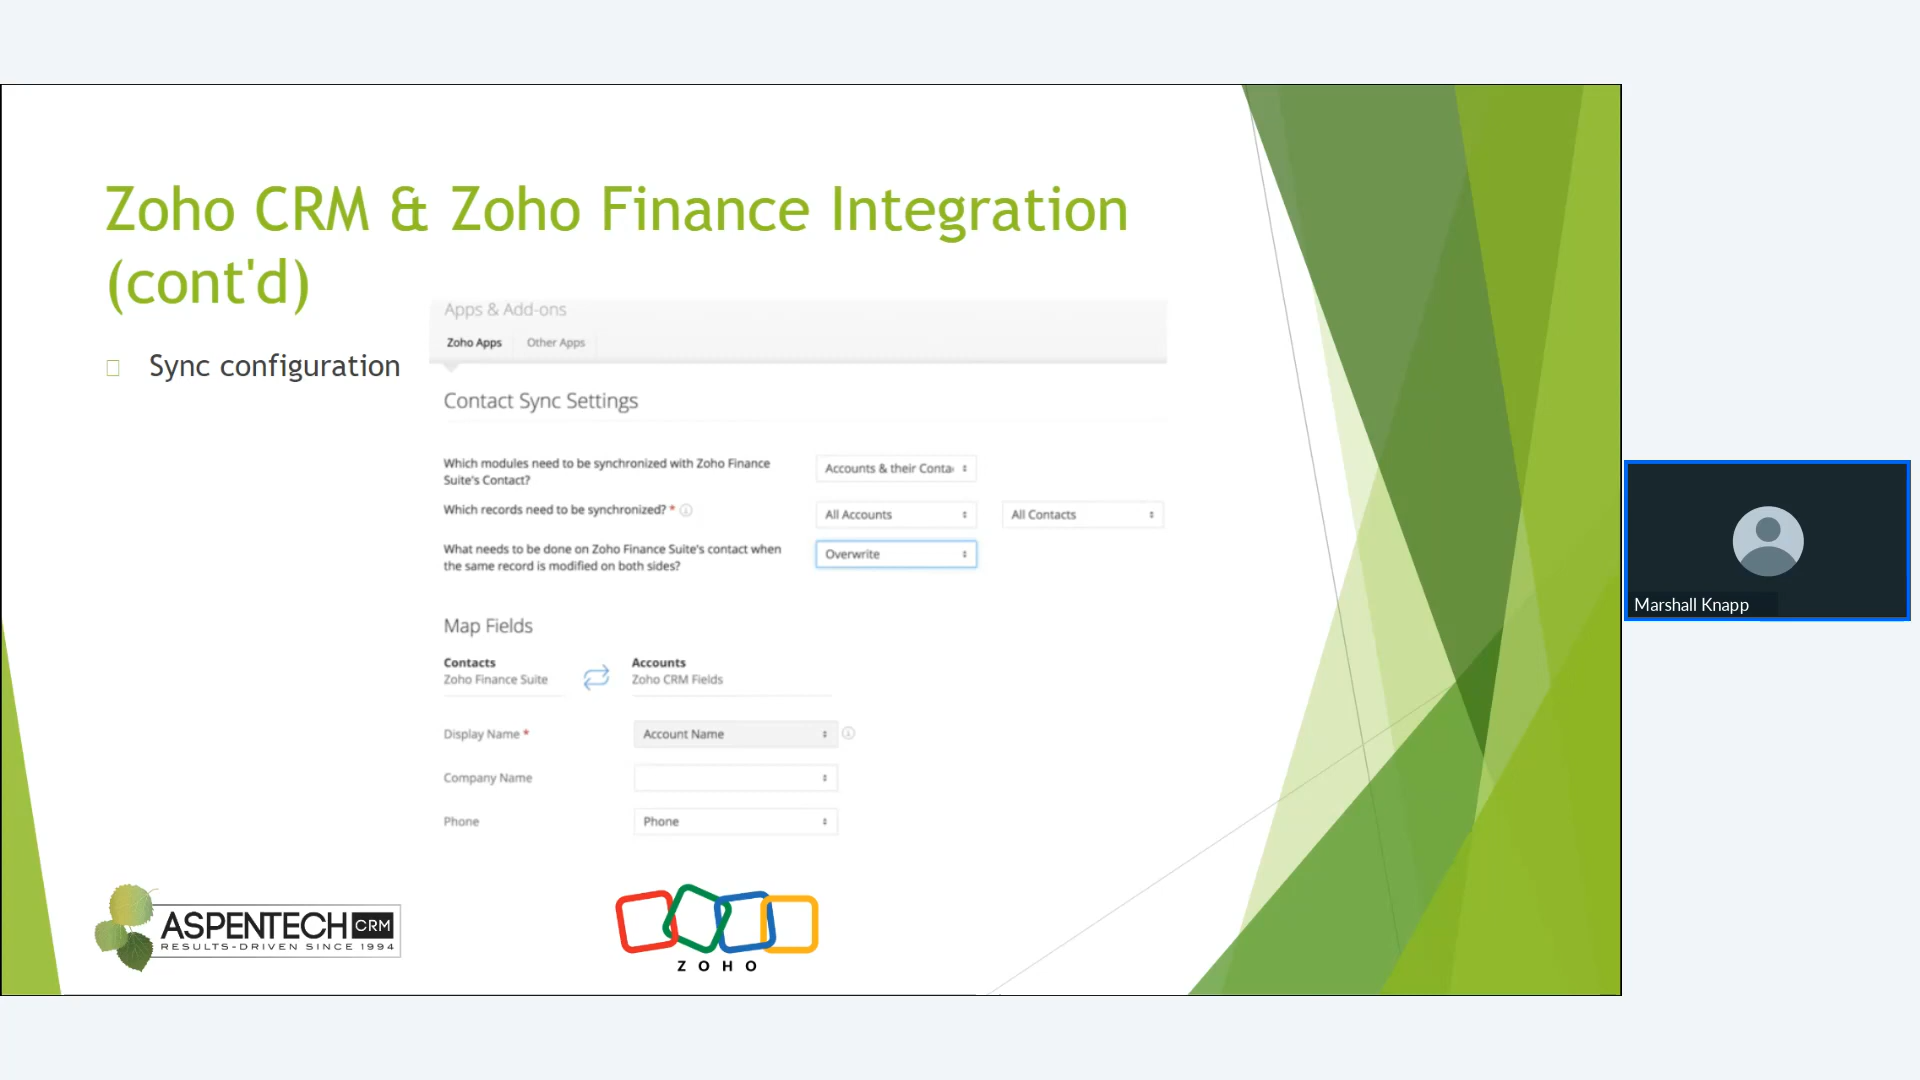 Zoho CRM & Zoho Finance Integration
(cont'd)
Sync configuration
Apps & Add-ons
Zoho Apps
Other Apps
Contact Sync Settings
Which modules need to be synchronized with Zoho Finance
Suite's Contact?
Accounts & their Conta
Which records need to be synchronized? *
All Accounts
All Contacts
What needs to be done on Zoho Finance Suite's contact when
the same record is modified on both sides?
Overwrite
Map Fields
Contacts
Zoho Finance Suite
Accounts
Zoho CRM Fields
Display Name *
Account Name
Company Name
Phone
Phone
ASPENTECH CRM
RESULTS-DRIVEN SINCE 1994
ZOHO
Marshall Knapp